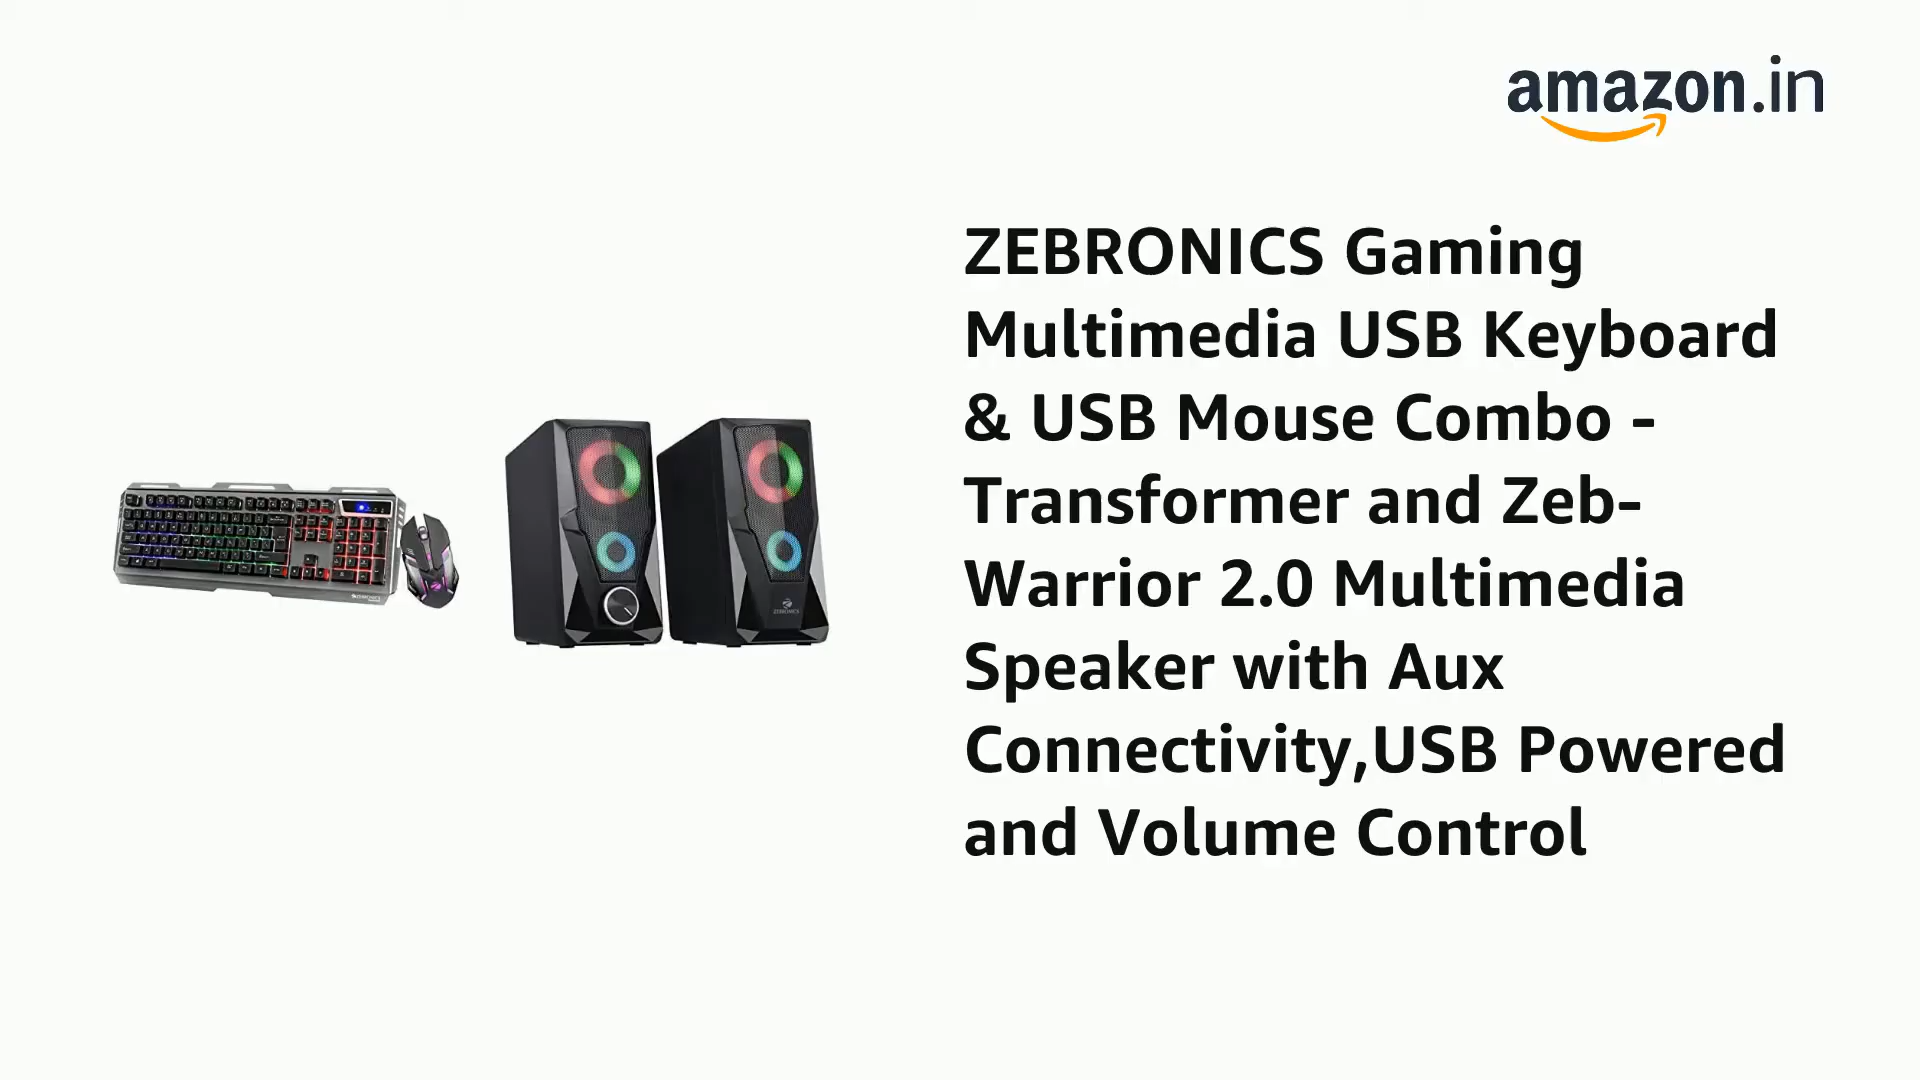 amazon.in
ZEBRONICS Gaming
Multimedia USB Keyboard
& USB Mouse Combo -
Transformer and Zeb-
Warrior 2.0 Multimedia
Speaker with Aux
Connectivity,USB Powered
and Volume Control
ZEBRONICS
ZEBRONICS